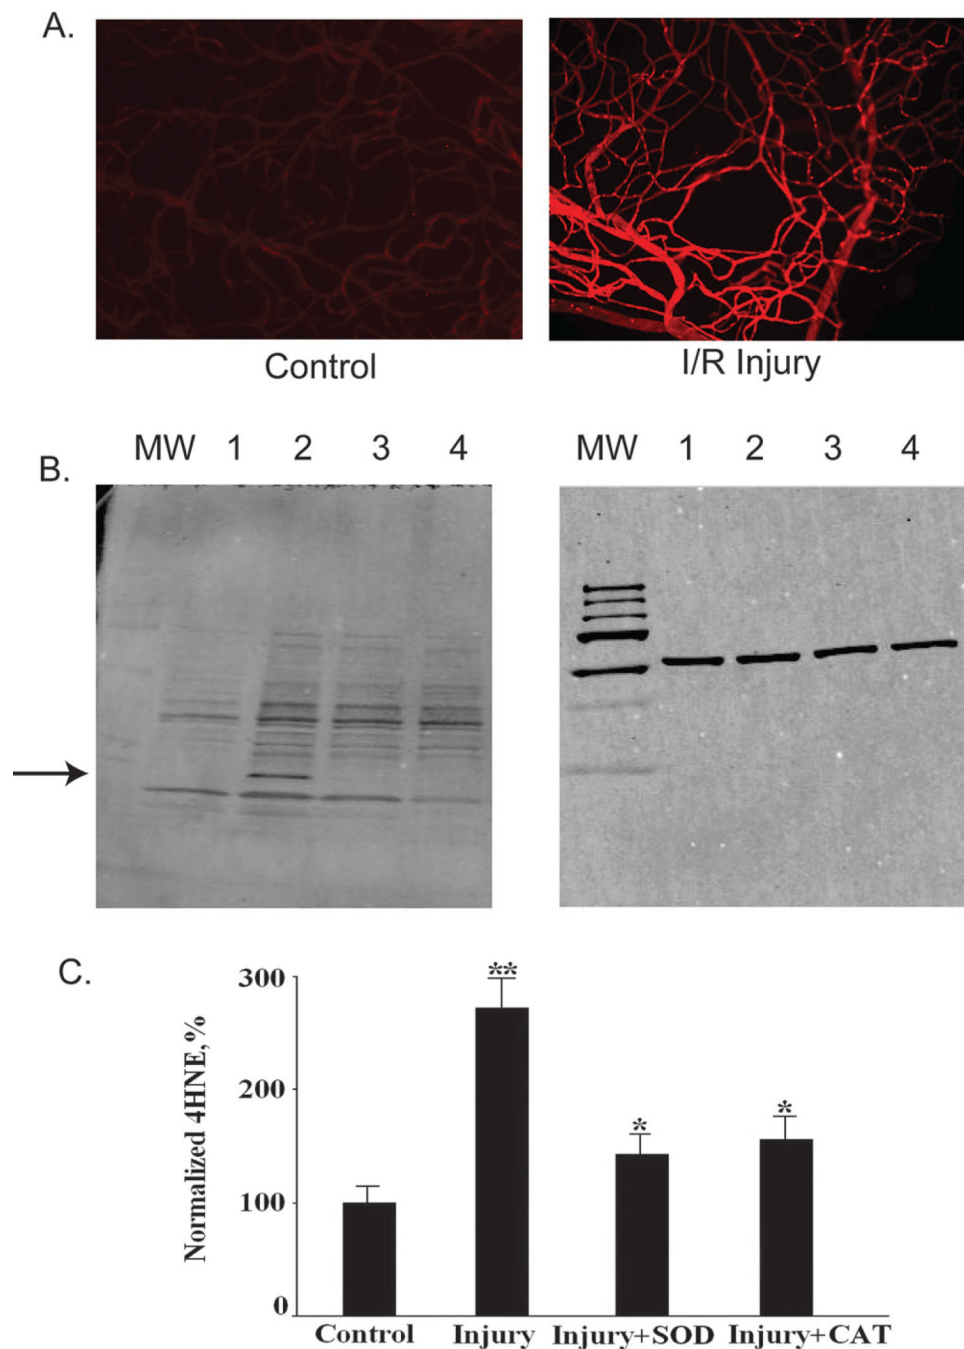 A.
Control
I/R Injury
MW 1 2 3 4
MW 1 2 3 4
B.
C.
300
200
100
0
Normalized 4HNE,%
**
*
*
Control
Injury
Injury+SOD
Injury+CAT